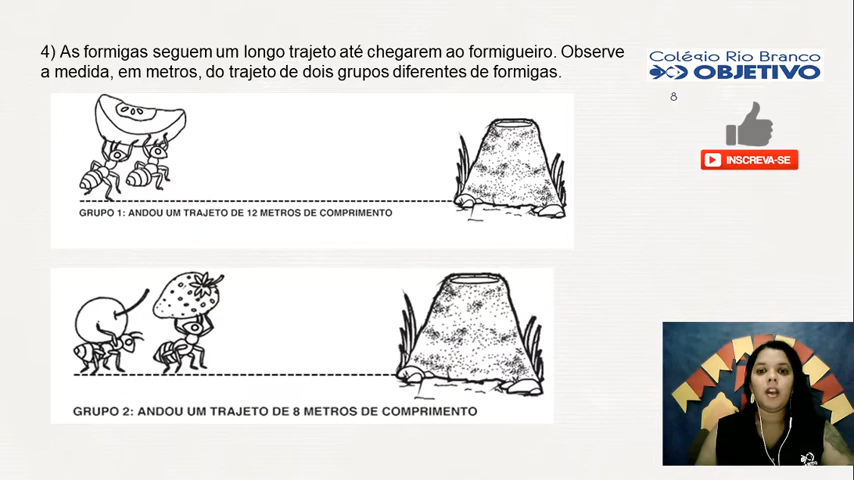 4) As formigas seguem um longo trajeto até chegarem ao formigueiro. Observe
a medida, em metros, do trajeto de dois grupos diferentes de formigas.
Colégio Rio Branco
OBJETIVO
8
INSCREVA-SE
GRUPO 1: ANDOU UM TRAJETO DE 12 METROS DE COMPRIMENTO
GRUPO 2: ANDOU UM TRAJETO DE 8 METROS DE COMPRIMENTO